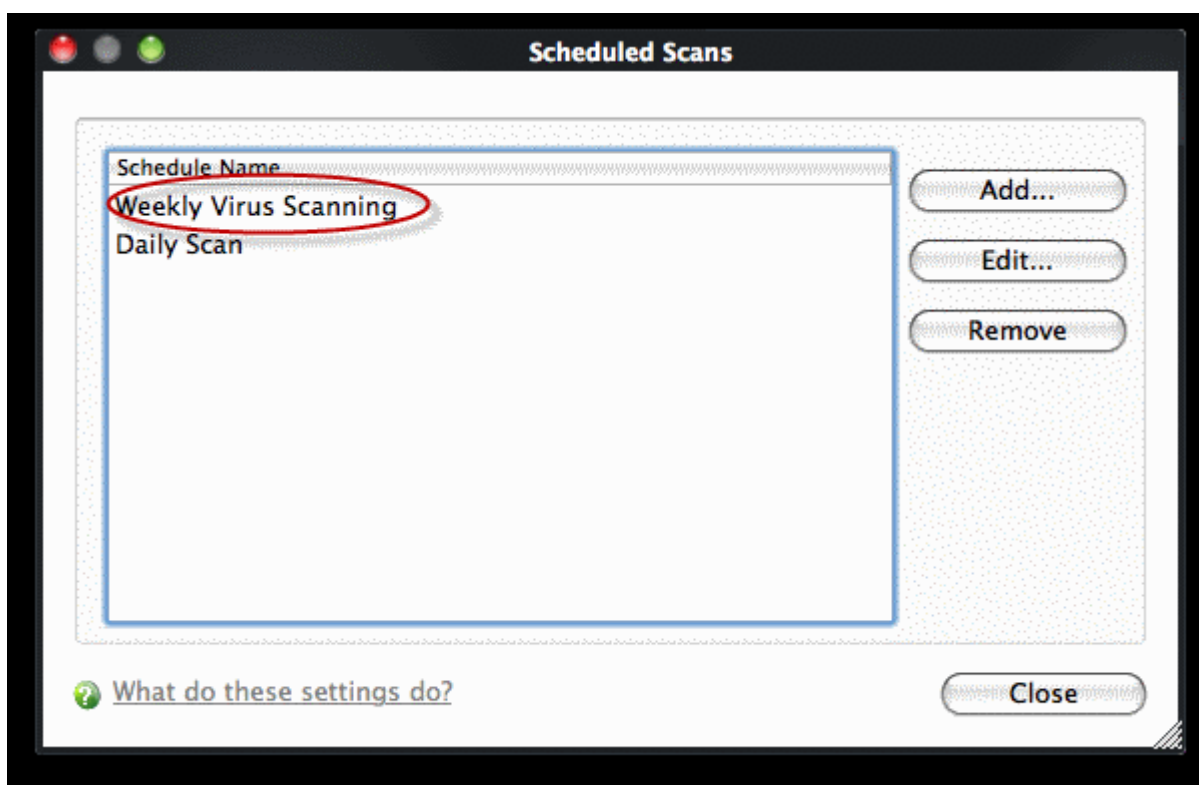 Scheduled Scans
Schedule Name
Weekly Virus Scanning
Daily Scan
Add...
Edit...
Remove
What do these settings do?
Close